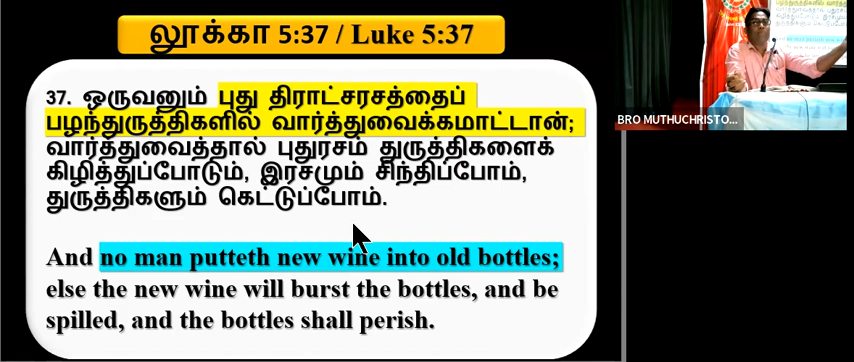 லூக்கா 5:37 / Luke 5:37
37. ஒருவனும் புது திராட்சரசத்தைப்
பழந்துருத்திகளில் வார்த்துவைக்கமாட்டான்;
வார்த்துவைத்தால் புதுரசம் துருத்திகளைக்
கிழித்துப்போடும், இரசமும் சிந்திப்போம்,
துருத்திகளும் கெட்டுப்போம்.
And no man putteth new wine into old bottles;
else the new wine will burst the bottles, and be
spilled, and the bottles shall perish.
BRO MUTHUCHRISTO...